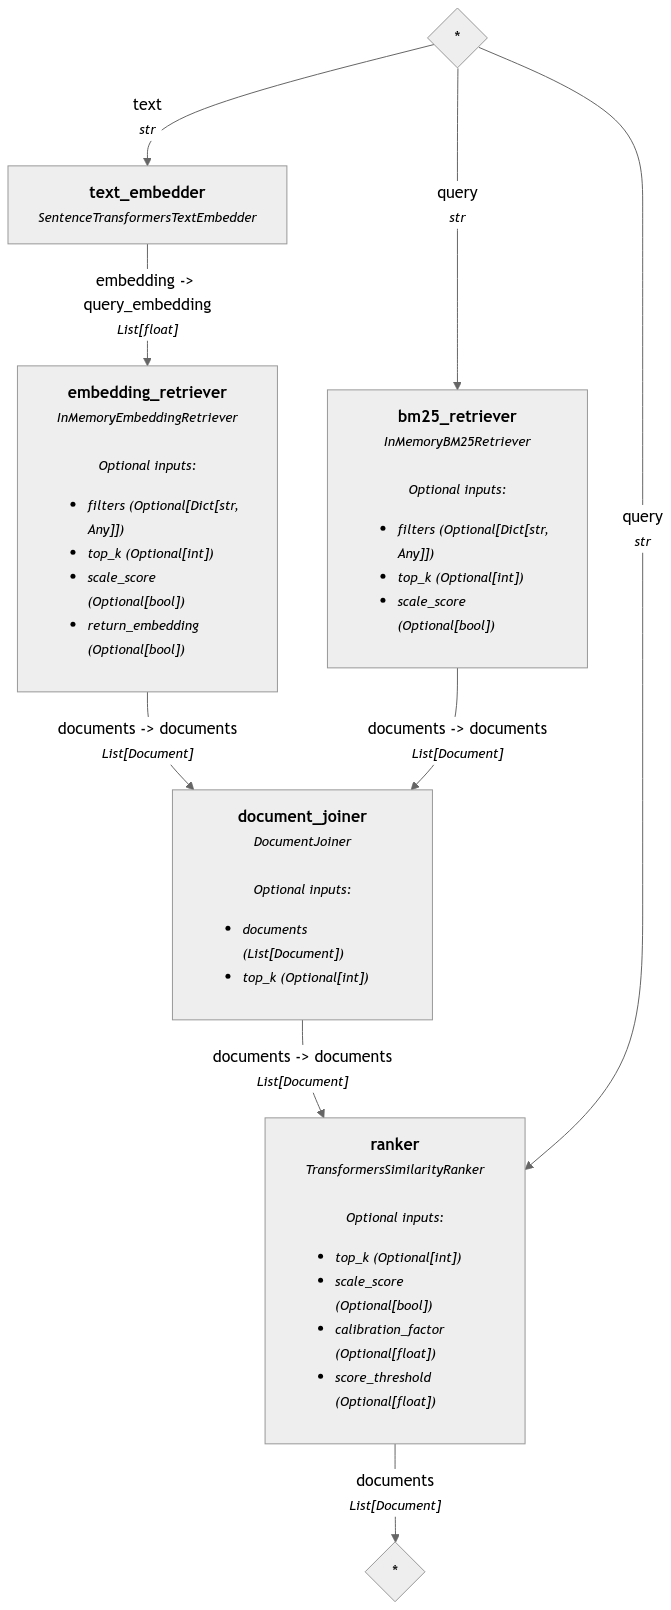 *
text
str
text_embedder
SentenceTransformersTextEmbedder
query
str
embedding ->
query_embedding
List[float]
embedding_retriever
InMemoryEmbeddingRetriever
Optional inputs:
• filters (Optional[Dict[str,
Any]])
• top_k (Optional[int])
• scale_score
(Optional[bool])
• return_embedding
(Optional[bool])
bm25_retriever
InMemoryBM25Retriever
Optional inputs:
• filters (Optional[Dict[str,
Any]])
• top_k (Optional[int])
• scale_score
(Optional[bool])
query
str
documents -> documents
List[Document]
documents -> documents
List[Document]
document_joiner
DocumentJoiner
Optional inputs:
• documents
(List[Document])
• top_k (Optional[int])
documents -> documents
List[Document]
ranker
TransformersSimilarityRanker
Optional inputs:
• top_k (Optional[int])
• scale_score
(Optional[bool])
• calibration_factor
(Optional[float])
• score_threshold
(Optional[float])
documents
List[Document]
*